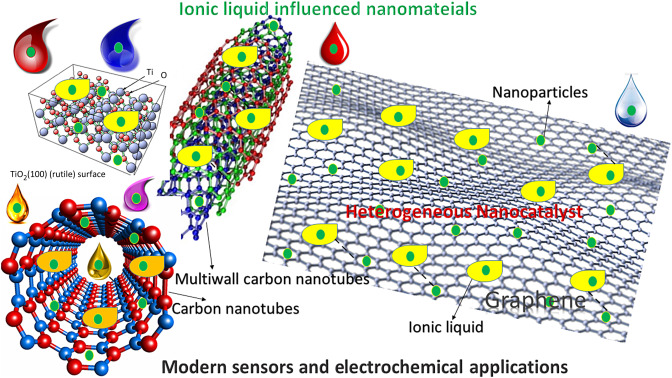 Ionic liquid influenced nanomateials
Ti
O
Nanoparticles
TiO2(100) (rutile) surface
Heterogeneous Nanocatalyst
Multiwall carbon nanotubes
Carbon nanotubes
Graphene
Ionic liquid
Modern sensors and electrochemical applications